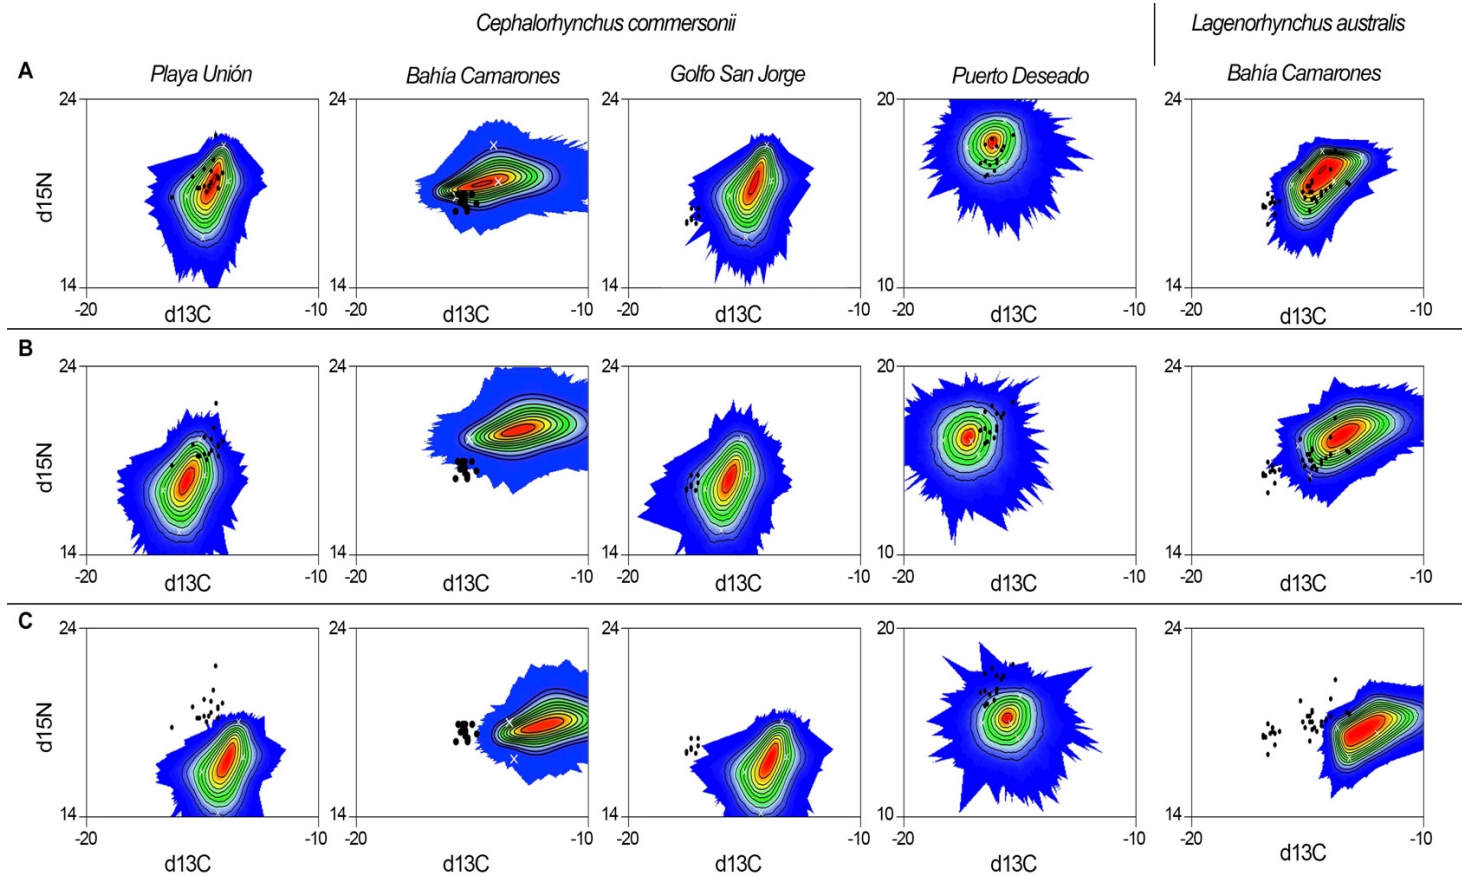 Cephalorhynchus commersonii
Lagenorhynchus australis
A
Playa Unión
Bahía Camarones
Golfo San Jorge
Puerto Deseado
Bahía Camarones
24
24
24
20
24
d15N
14
14
14
10
14
-20
-10
-20
-10
-20
-10
-20
-10
-20
-10
d13C
d13C
d13C
d13C
d13C
B
24
24
24
20
24
d15N
14
14
14
10
14
-20
-10
-20
-10
-20
-10
-20
-10
-20
-10
d13C
d13C
d13C
d13C
d13C
C
24
24
24
20
24
d15N
14
14
14
10
14
-20
-10
-20
-10
-20
-10
-20
-10
-20
-10
d13C
d13C
d13C
d13C
d13C